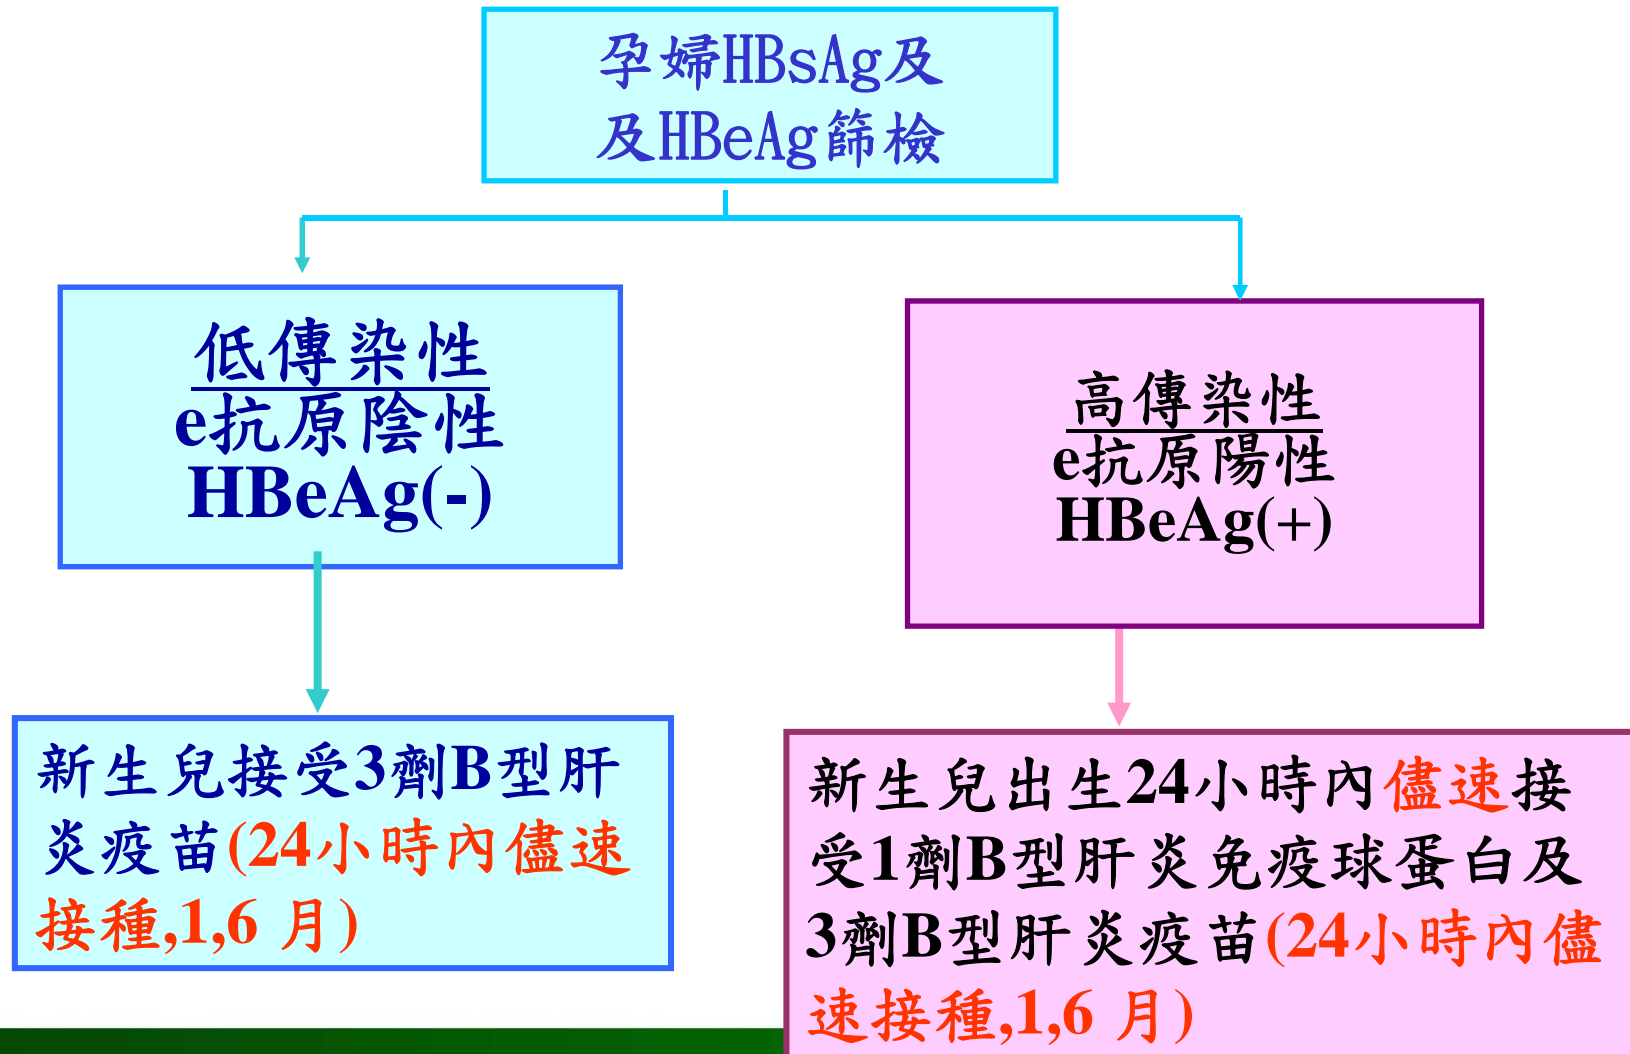 孕婦HBsAg及
及HBeAg篩檢
低傳染性
e抗原陰性
HBeAg(-)
高傳染性
e抗原陽性
HBeAg(+)
新生兒接受3劑B型肝
炎疫苗(24小時內儘速
接種,1,6 月)
新生兒出生24小時內儘速接
受1劑B型肝炎免疫球蛋白及
3劑B型肝炎疫苗(24小時內儘
速接種,1,6 月)